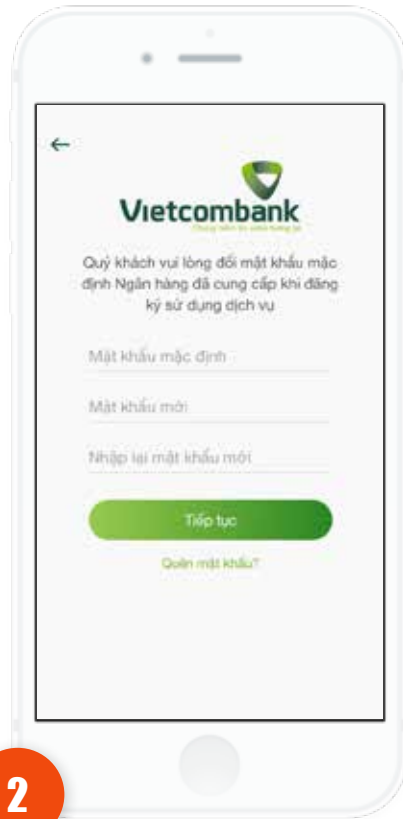 Vietcombank
Quý khách vui lòng đổi mật khẩu mặc
định Ngân hàng đã cung cấp khi đăng
ký sử dụng dịch vụ
Mật khẩu mặc định
Mật khẩu mới
Nhập lại mật khẩu mới
Tiếp tục
Quên mật khẩu?
2